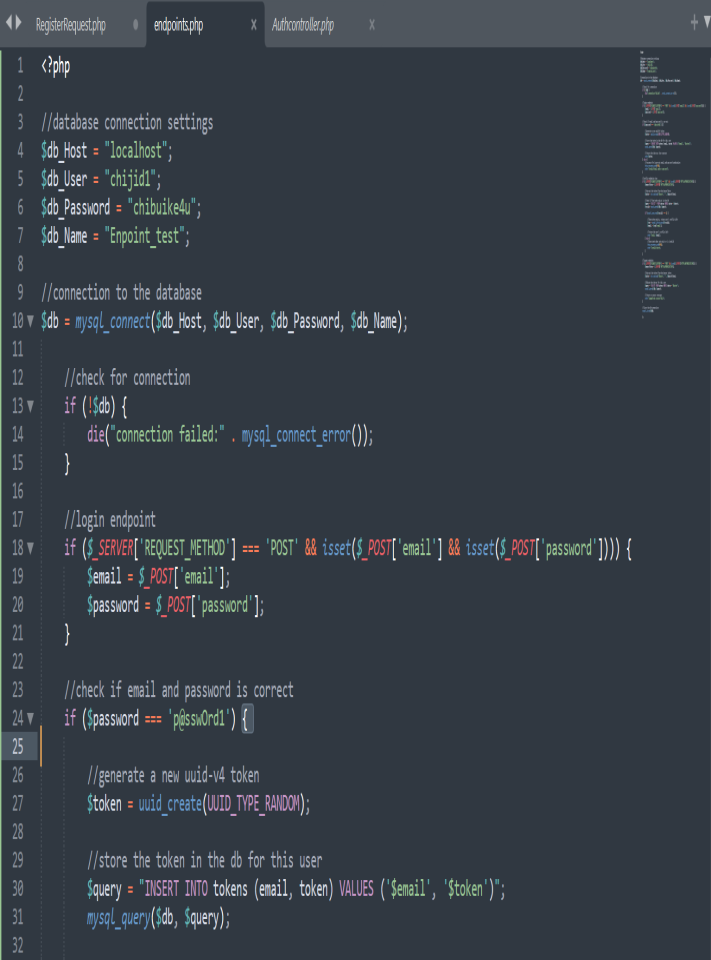 RegisterRequest.php endpoints.php × Authcontroller.php × +
1 <?php
2
3 //database connection settings
4 $db_Host = "localhost";
5 $db_User = "chijid1";
6 $db_Password = "chibuike4u";
7 $db_Name = "Enpoint_test";
8
9 //connection to the database
10 $db = mysql_connect($db_Host, $db_User, $db_Password, $db_Name);
11
12 //check for connection
13 if (!$db) {
14 die("connection failed:" . mysql_connect_error());
15 }
16
17 //login endpoint
18 if ($_SERVER['REQUEST_METHOD'] === 'POST' && isset($_POST['email'] && isset($_POST['password']))) {
19 $email = $_POST['email'];
20 $password = $_POST['password'];
21 }
22
23 //check if email and password is correct
24 if ($password === 'p@sswOrd1') {
25
26 //generate a new uuid-v4 token
27 $token = uuid_create(UUID_TYPE_RANDOM);
28
29 //store the token in the db for this user
30 $query = "INSERT INTO tokens (email, token) VALUES ('$email', '$token')";
31 mysql_query($db, $query);
32